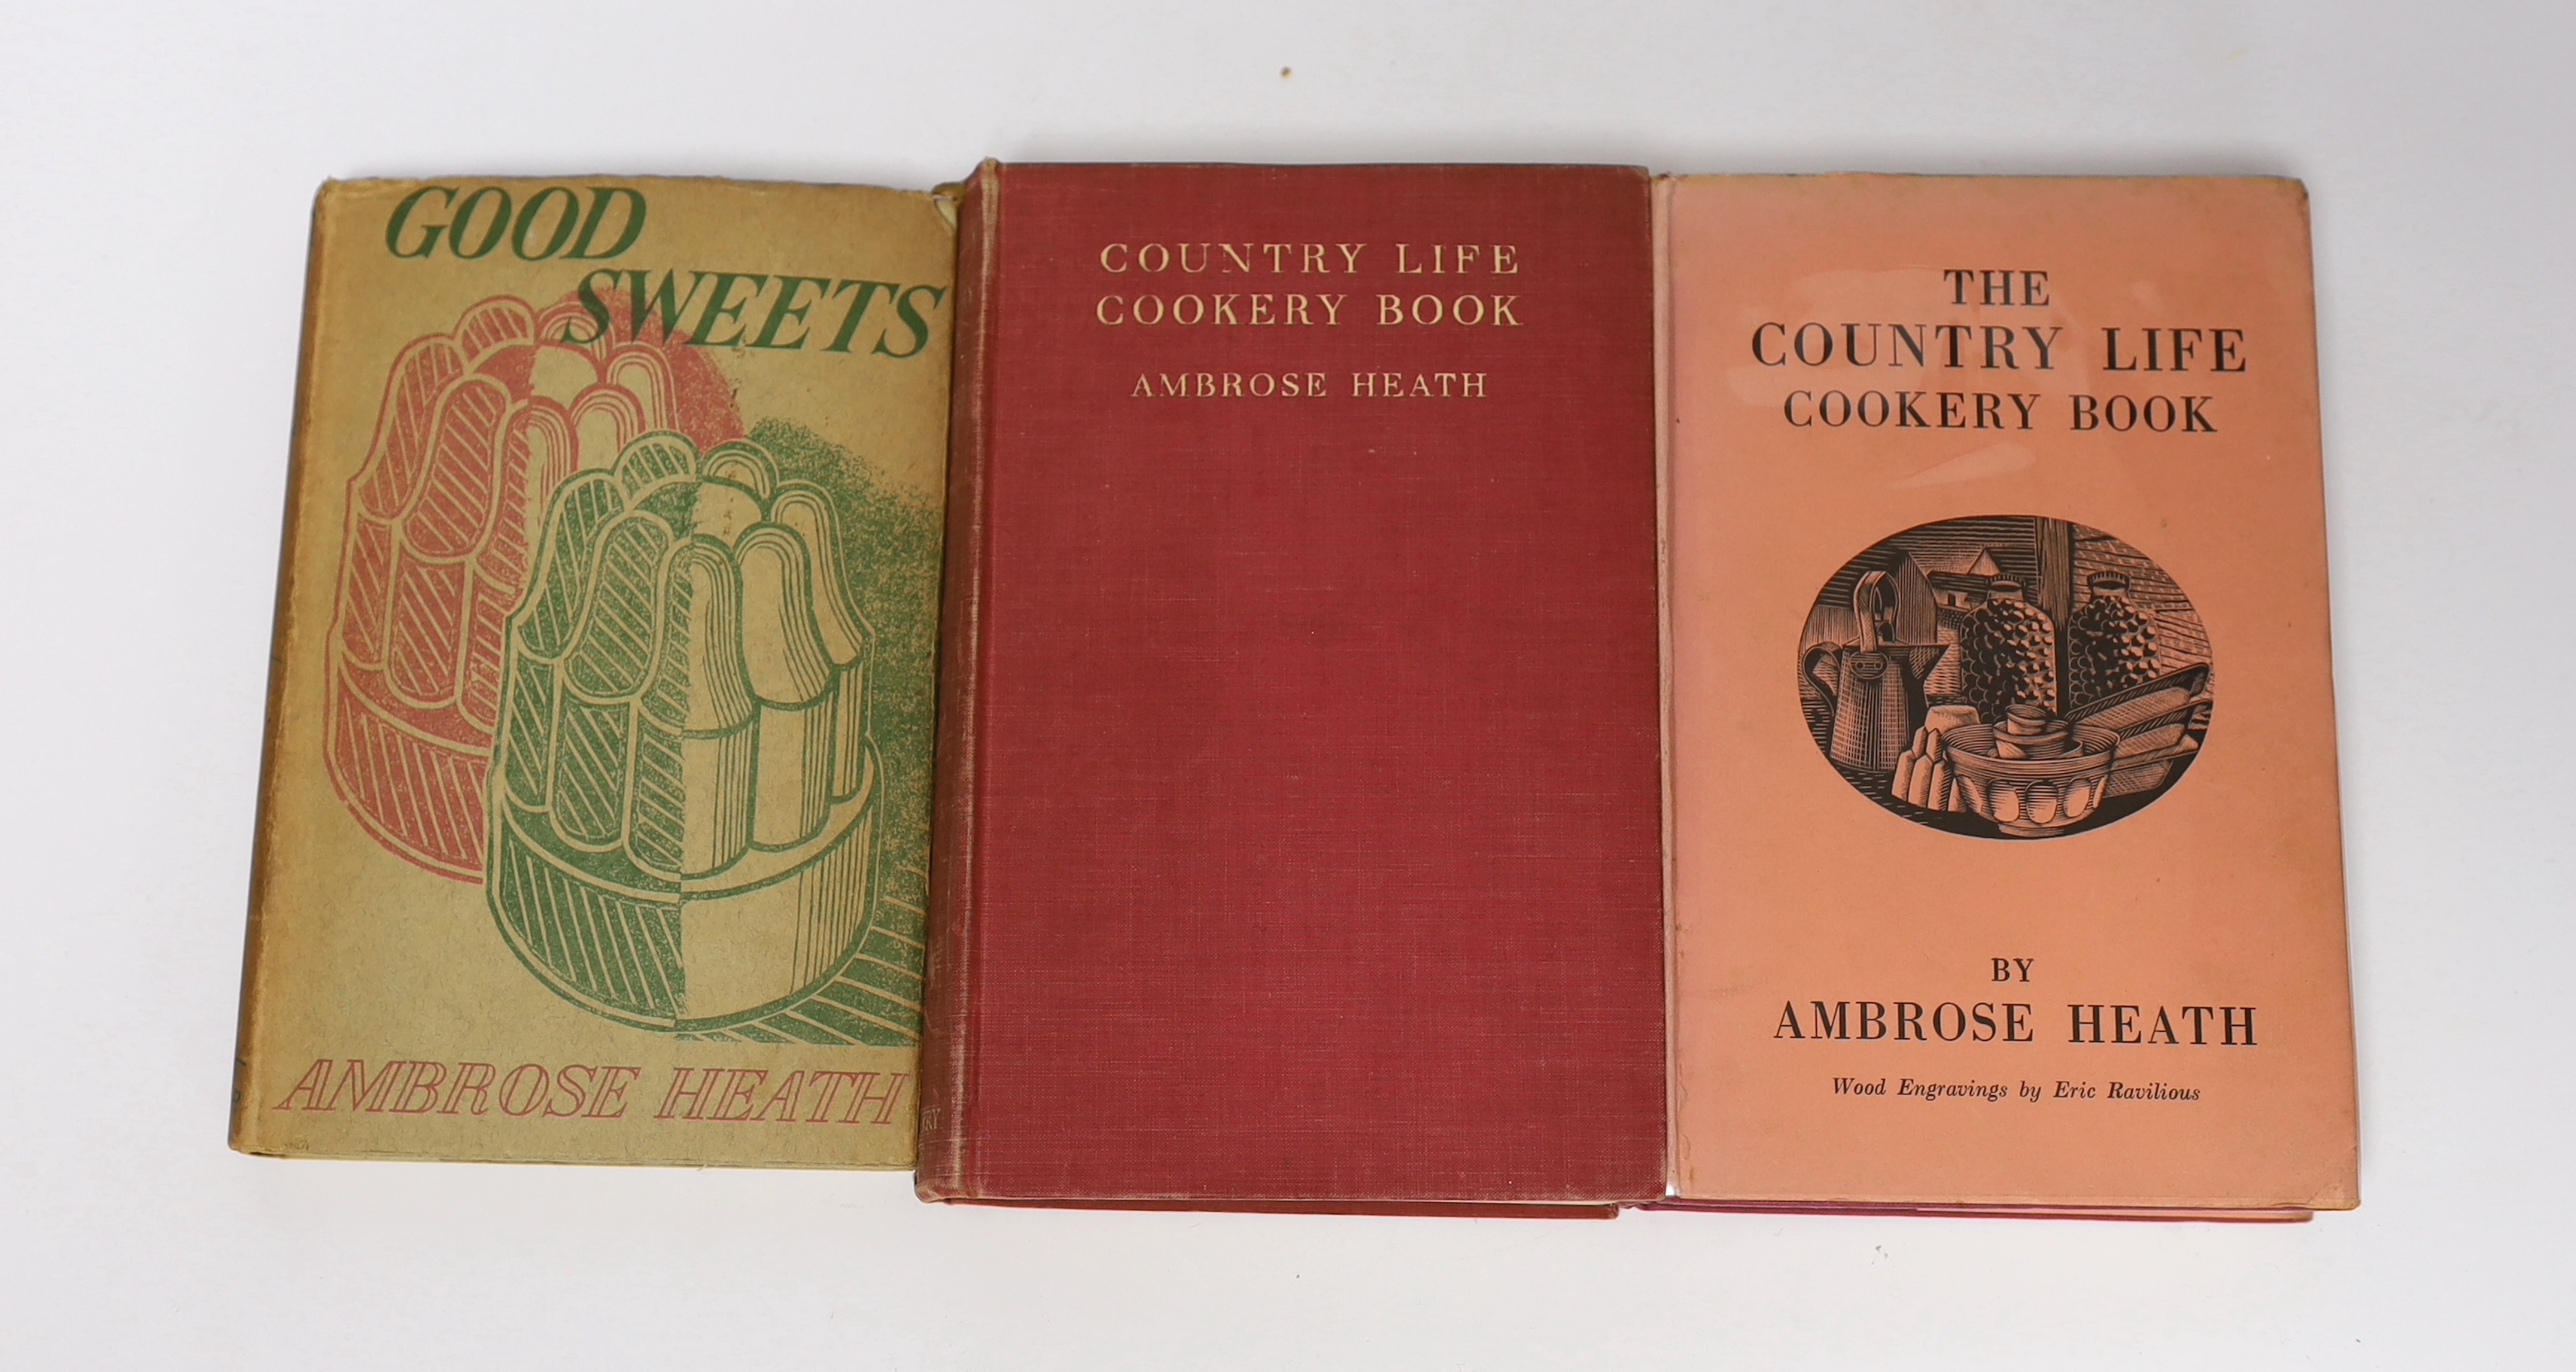 GOOD
SWEETS
AMBROSE HEATH
COUNTRY LIFE
COOKERY BOOK
AMBROSE HEATH
THE
COUNTRY LIFE
COOKERY BOOK
BY
AMBROSE HEATH
Wood Engravings by Eric Ravilious